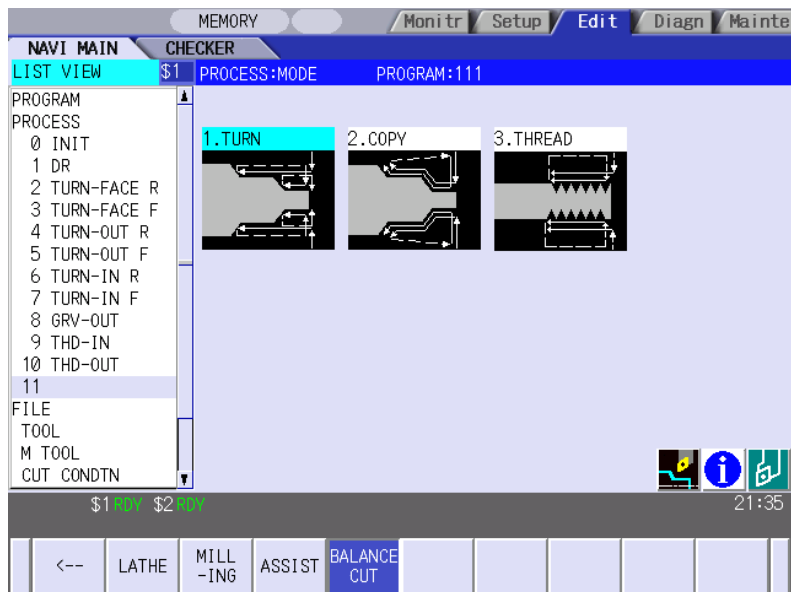 MEMORY Monitr Setup Edit Diagn Mainte
NAVI MAIN CHECKER
LIST VIEW $1 PROCESS:MODE PROGRAM:111
PROGRAM
PROCESS
0 INIT
1 DR
2 TURN-FACE R
3 TURN-FACE F
4 TURN-OUT R
5 TURN-OUT F
6 TURN-IN R
7 TURN-IN F
8 GRV-OUT
9 THD-IN
10 THD-OUT
11
FILE
TOOL
M TOOL
CUT CONDTN
1.TURN 2.COPY 3.THREAD
i
$1 RDY $2 RDY 21:35
<-- LATHE MILL ASSIST BALANCE
-ING CUT